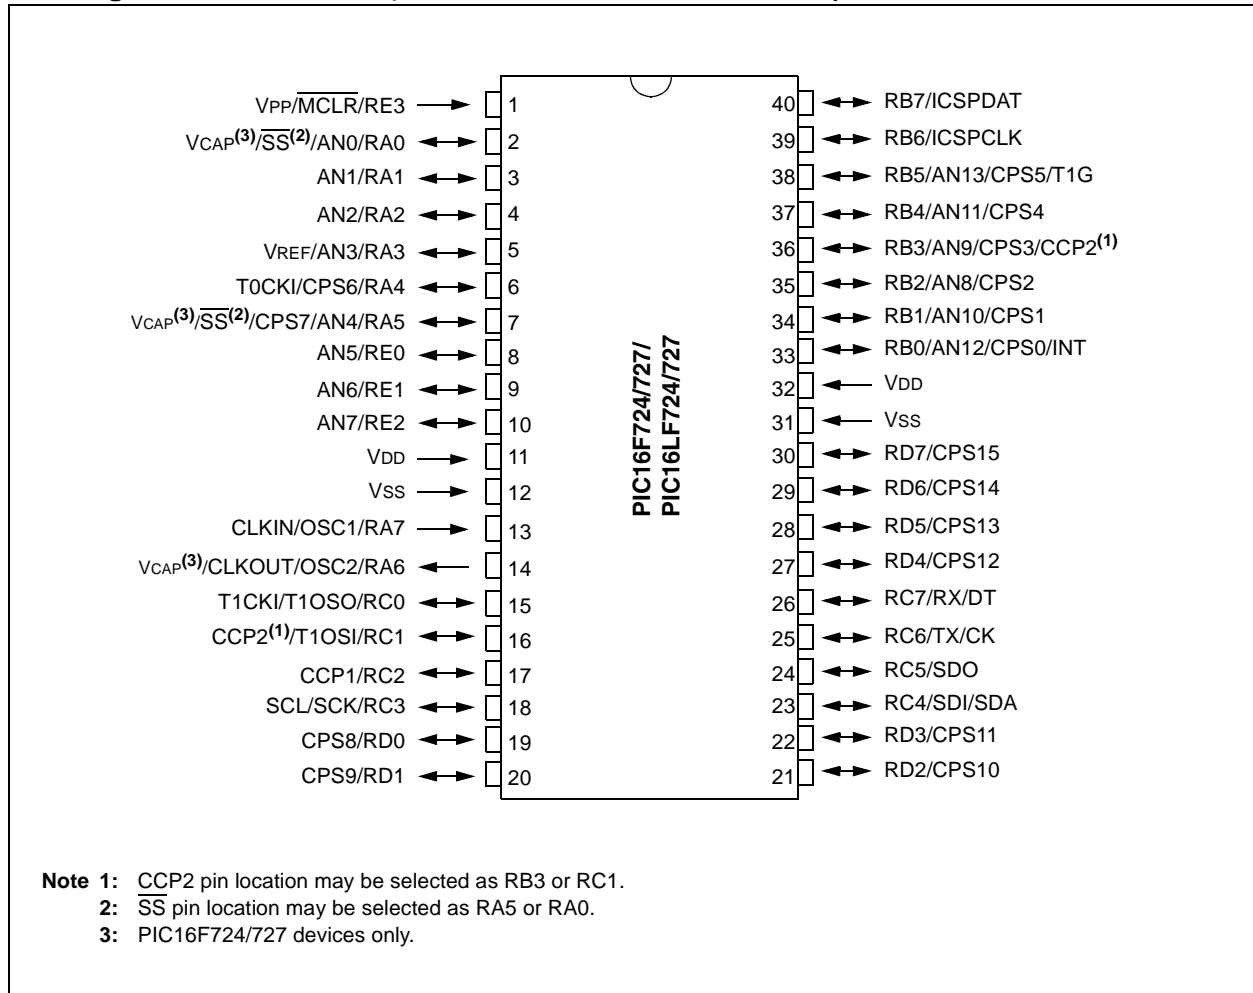 VPP/MCLR/RE3
VCAP(3)/SS(2)/AN0/RA0
AN1/RA1
AN2/RA2
VREF/AN3/RA3
T0CKI/CPS6/RA4
VCAP(3)/SS(2)/CPS7/AN4/RA5
AN5/RE0
AN6/RE1
AN7/RE2
VDD
VSS
CLKIN/OSC1/RA7
VCAP(3)/CLKOUT/OSC2/RA6
T1CKI/T1OSO/RC0
CCP2(1)/T1OSI/RC1
CCP1/RC2
SCL/SCK/RC3
CPS8/RD0
CPS9/RD1
1
2
3
4
5
6
7
8
9
10
11
12
13
14
15
16
17
18
19
20
PIC16F724/727/
PIC16LF724/727
40
39
38
37
36
35
34
33
32
31
30
29
28
27
26
25
24
23
22
21
RB7/ICSPDAT
RB6/ICSPCLK
RB5/AN13/CPS5/T1G
RB4/AN11/CPS4
RB3/AN9/CPS3/CCP2(1)
RB2/AN8/CPS2
RB1/AN10/CPS1
RB0/AN12/CPS0/INT
VDD
VSS
RD7/CPS15
RD6/CPS14
RD5/CPS13
RD4/CPS12
RC7/RX/DT
RC6/TX/CK
RC5/SDO
RC4/SDI/SDA
RD3/CPS11
RD2/CPS10
Note 1: CCP2 pin location may be selected as RB3 or RC1.
2: SS pin location may be selected as RA5 or RA0.
3: PIC16F724/727 devices only.